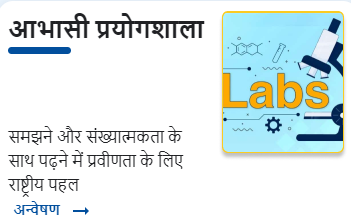 आभासी प्रयोगशाला
Labs
समझने और संख्यात्मकता के
साथ पढ़ने में प्रवीणता के लिए
राष्ट्रीय पहल
अन्वेषण